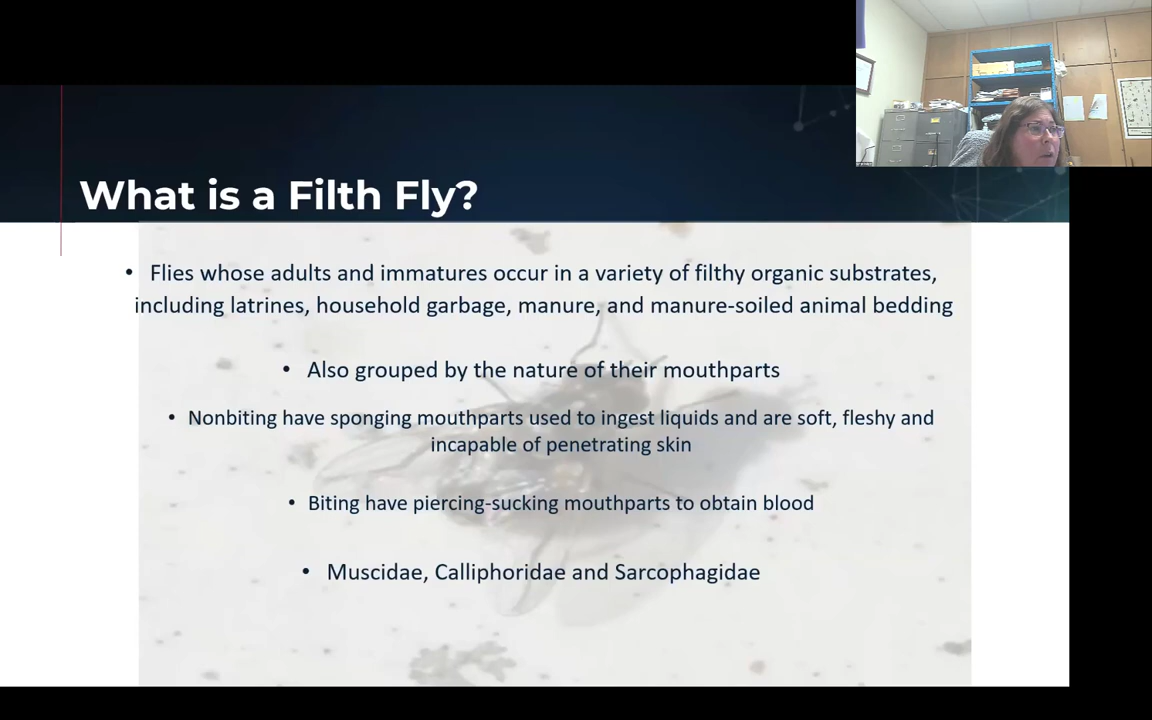 What is a Filth Fly?
• Flies whose adults and immatures occur in a variety of filthy organic substrates,
including latrines, household garbage, manure, and manure-soiled animal bedding
• Also grouped by the nature of their mouthparts
• Nonbiting have sponging mouthparts used to ingest liquids and are soft, fleshy and
incapable of penetrating skin
• Biting have piercing-sucking mouthparts to obtain blood
• Muscidae, Calliphoridae and Sarcophagidae